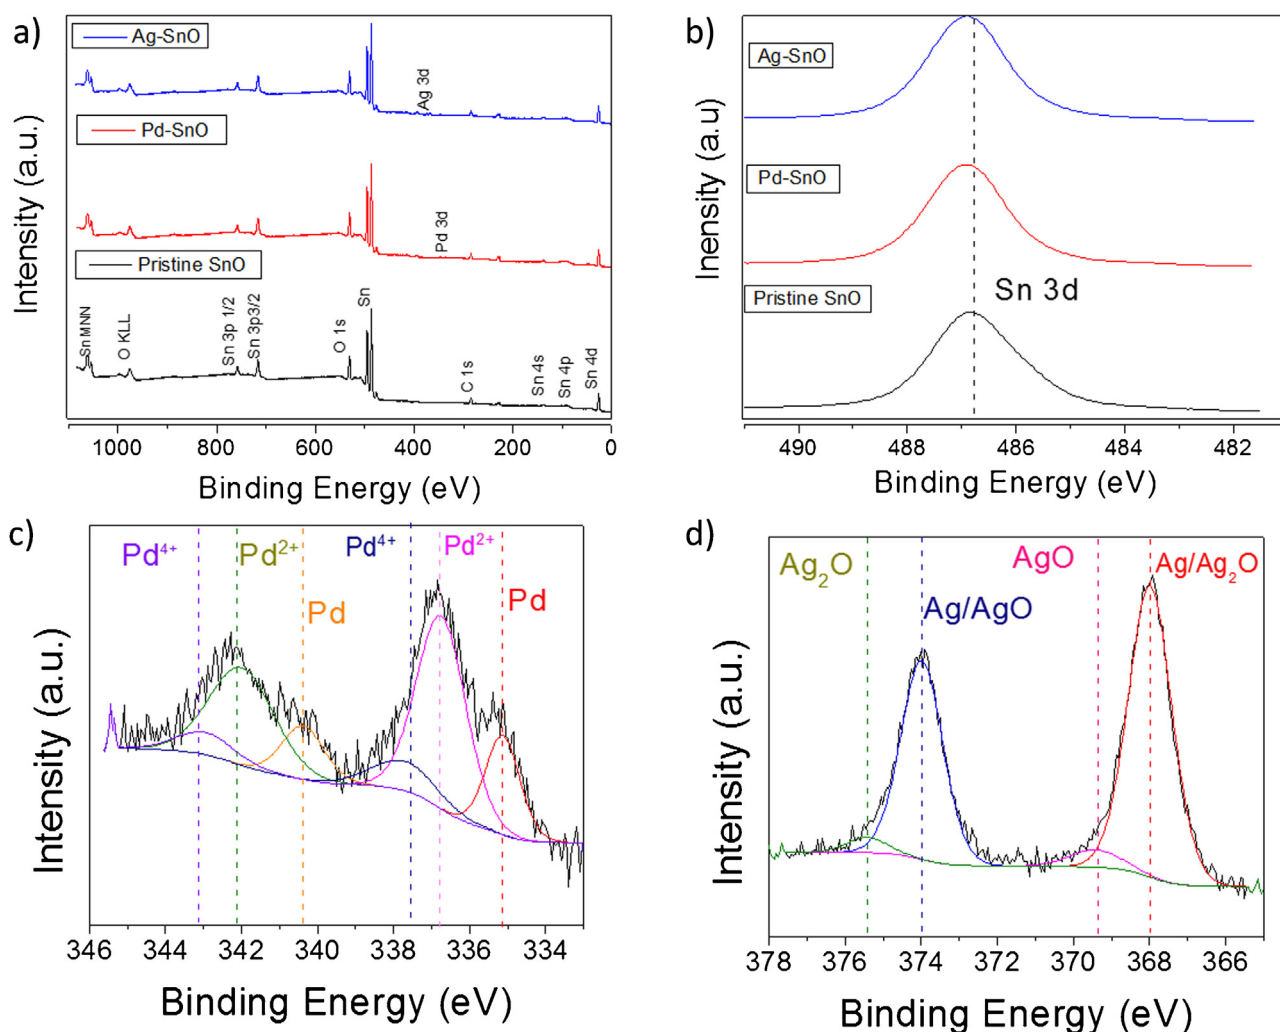 a)
Ag-SnO
Ag 3d
Pd-SnO
Pd 3d
Pristine SnO
Sn MNN
O KLL
Sn 3p 1/2
Sn 3p3/2
O 1s
Sn
C 1s
Sn 4s
Sn 4p
Sn 4d
Intensity (a.u.)
1000 800 600 400 200 0
Binding Energy (eV)
b)
Ag-SnO
Pd-SnO
Pristine SnO
Sn 3d
Inensity (a.u)
490 488 486 484 482
Binding Energy (eV)
c)
Pd⁴⁺ Pd²⁺ Pd Pd⁴⁺ Pd²⁺ Pd
Intensity (a.u.)
346 344 342 340 338 336 334
Binding Energy (eV)
d)
Ag₂O Ag/AgO AgO Ag/Ag₂O
Intensity (a.u.)
378 376 374 372 370 368 366
Binding Energy (eV)